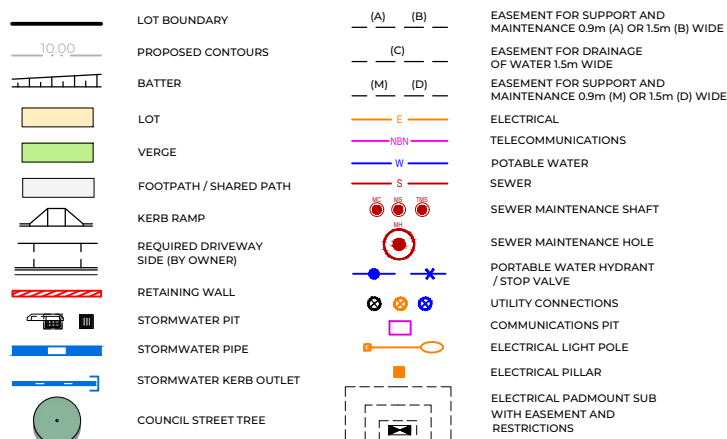 LOT BOUNDARY
10.00
PROPOSED CONTOURS
BATTER
LOT
VERGE
FOOTPATH / SHARED PATH
KERB RAMP
REQUIRED DRIVEWAY
SIDE (BY OWNER)
RETAINING WALL
STORMWATER PIT
STORMWATER PIPE
STORMWATER KERB OUTLET
COUNCIL STREET TREE
(A) (B)
EASEMENT FOR SUPPORT AND
MAINTENANCE 0.9m (A) OR 1.5m (B) WIDE
(C)
EASEMENT FOR DRAINAGE
OF WATER 1.5m WIDE
(M) (D)
EASEMENT FOR SUPPORT AND
MAINTENANCE 0.9m (M) OR 1.5m (D) WIDE
E
ELECTRICAL
NBN
TELECOMMUNICATIONS
W
POTABLE WATER
S
SEWER
MC MS TMS
SEWER MAINTENANCE SHAFT
MH
SEWER MAINTENANCE HOLE
PORTABLE WATER HYDRANT
/ STOP VALVE
UTILITY CONNECTIONS
COMMUNICATIONS PIT
ELECTRICAL LIGHT POLE
ELECTRICAL PILLAR
ELECTRICAL PADMOUNT SUB
WITH EASEMENT AND
RESTRICTIONS